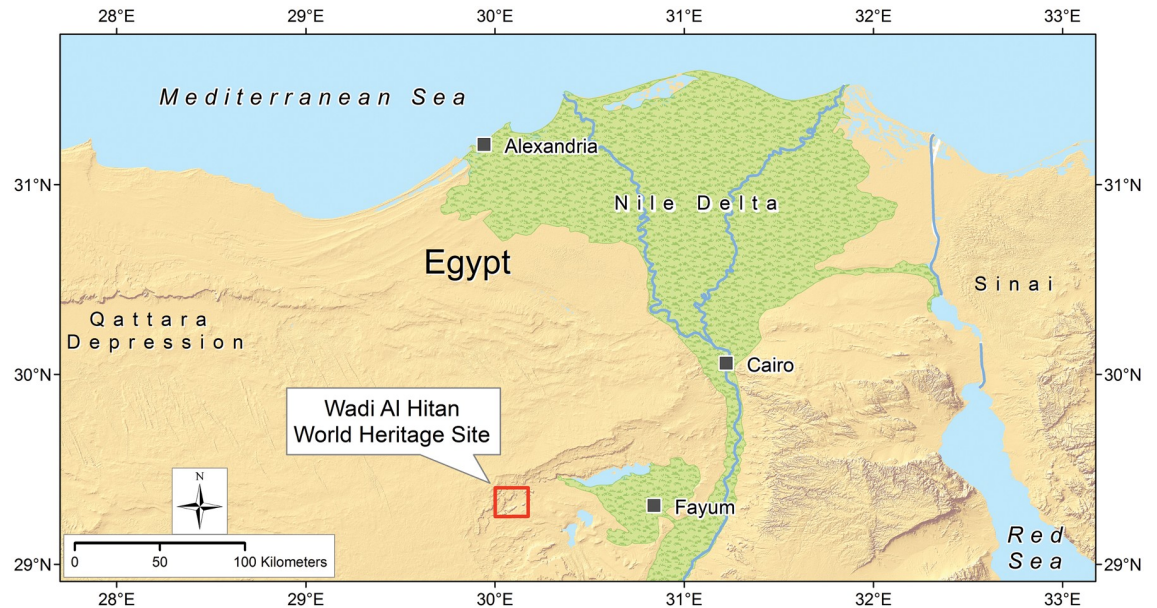 28°E 29°E 30°E 31°E 32°E 33°E
Mediterranean Sea
Alexandria
31°N 31°N
Nile Delta
Egypt
Sinai
Qattara
Depression
Cairo
30°N 30°N
Wadi Al Hitan
World Heritage Site
N
Fayum
Red
Sea
0 50 100 Kilometers
29°N 29°N
28°E 29°E 30°E 31°E 32°E 33°E